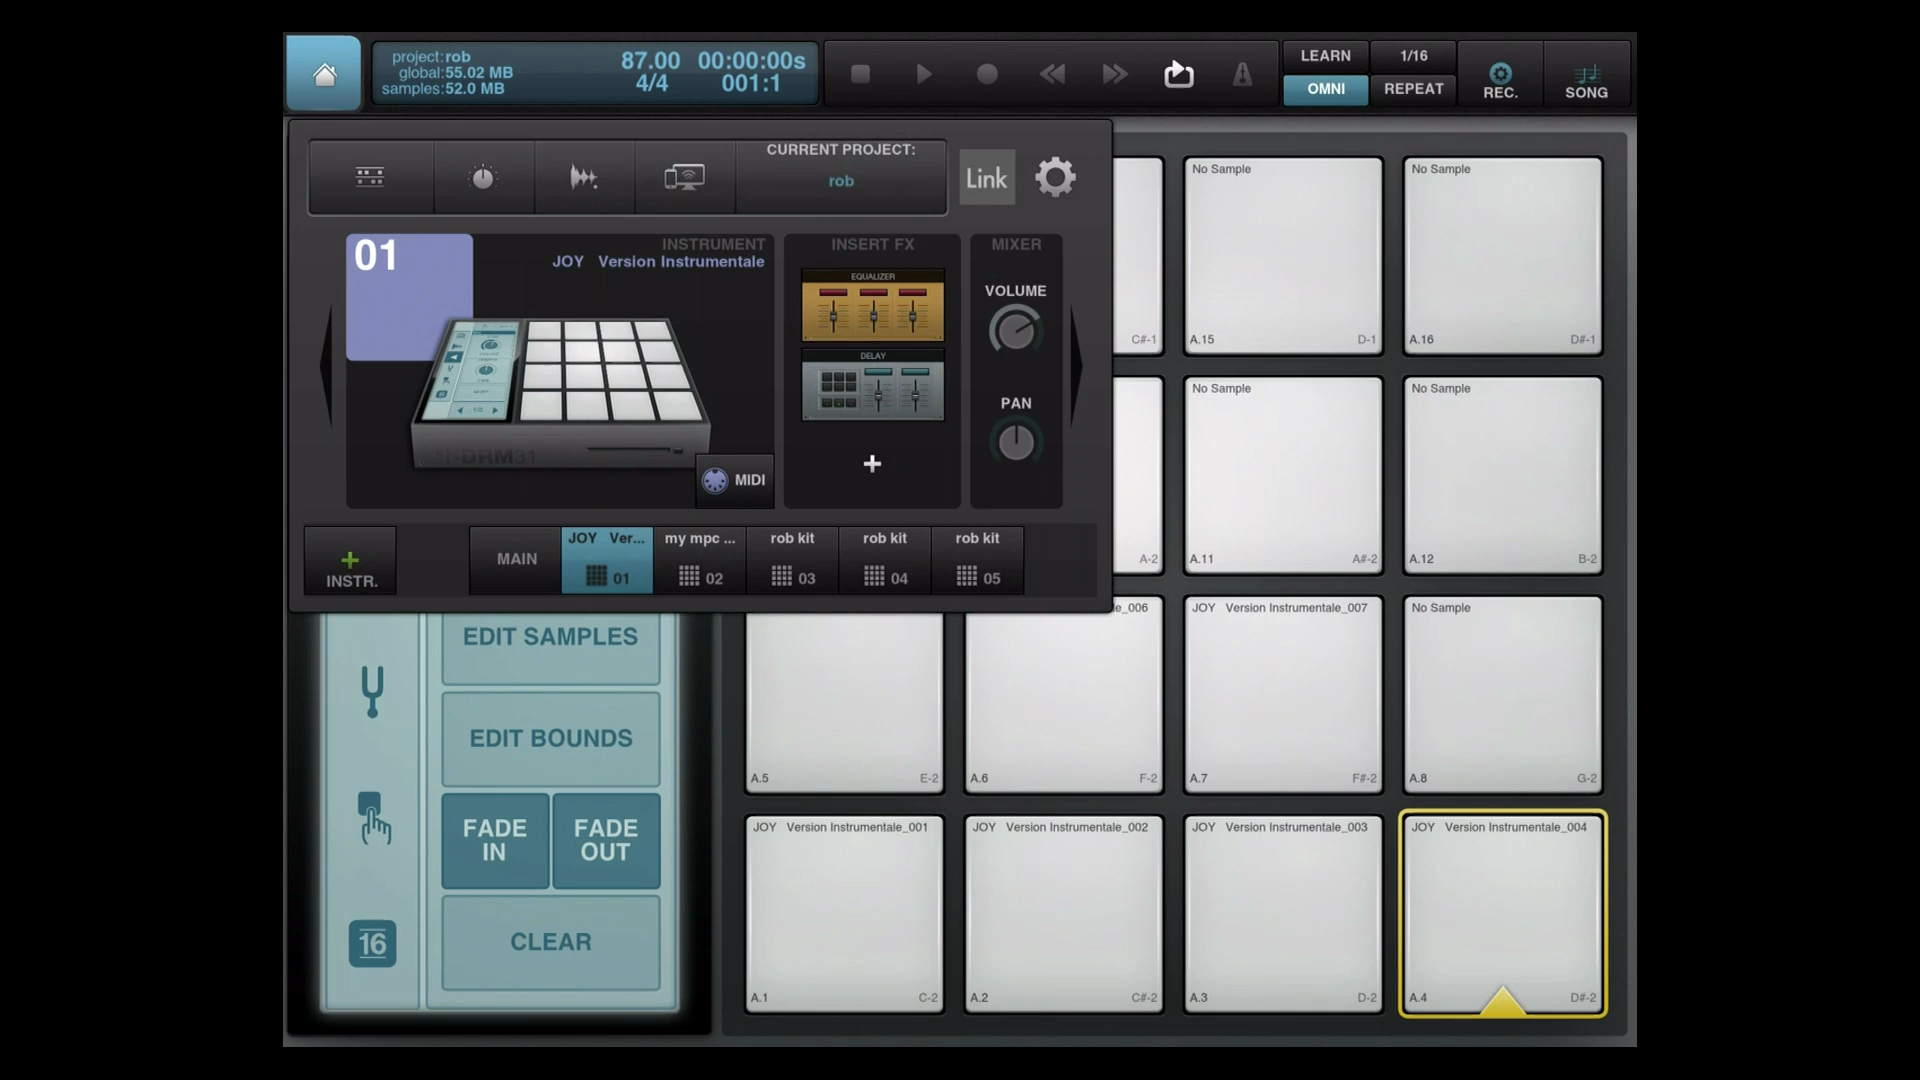 project:rob
global:55.02 MB
samples:52.0 MB
87.00
4/4
00:00:00s
001:1
LEARN
OMNI
1/16
REPEAT
REC.
SONG
CURRENT PROJECT:
rob
Link
01
INSTRUMENT
JOY Version Instrumentale
DRM31
MIDI
INSERT FX
EQUALIZER
DELAY
+
MIXER
VOLUME
PAN
+
INSTR.
MAIN
JOY Ver...
01
my mpc ...
02
rob kit
03
rob kit
04
rob kit
05
EDIT SAMPLES
EDIT BOUNDS
FADE IN
FADE OUT
CLEAR
16
C#-1
No Sample
A.15 D-1
No Sample
A.16 D#-1
A-2
No Sample
A.11 A#-2
No Sample
A.12 B-2
A.5 E-2
e_006
A.6 F-2
JOY Version Instrumentale_007
A.7 F#-2
No Sample
A.8 G-2
JOY Version Instrumentale_001
A.1 C-2
JOY Version Instrumentale_002
A.2 C#-2
JOY Version Instrumentale_003
A.3 D-2
JOY Version Instrumentale_004
A.4 D#-2